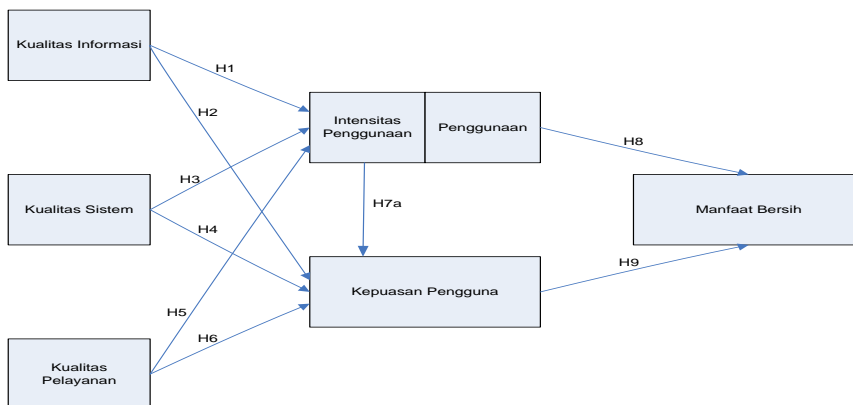 Kualitas Informasi
H1
H2
Intensitas
Penggunaan
Penggunaan
H8
H3
Kualitas Sistem
H4
H7a
Manfaat Bersih
H9
Kepuasan Pengguna
H5
H6
Kualitas
Pelayanan